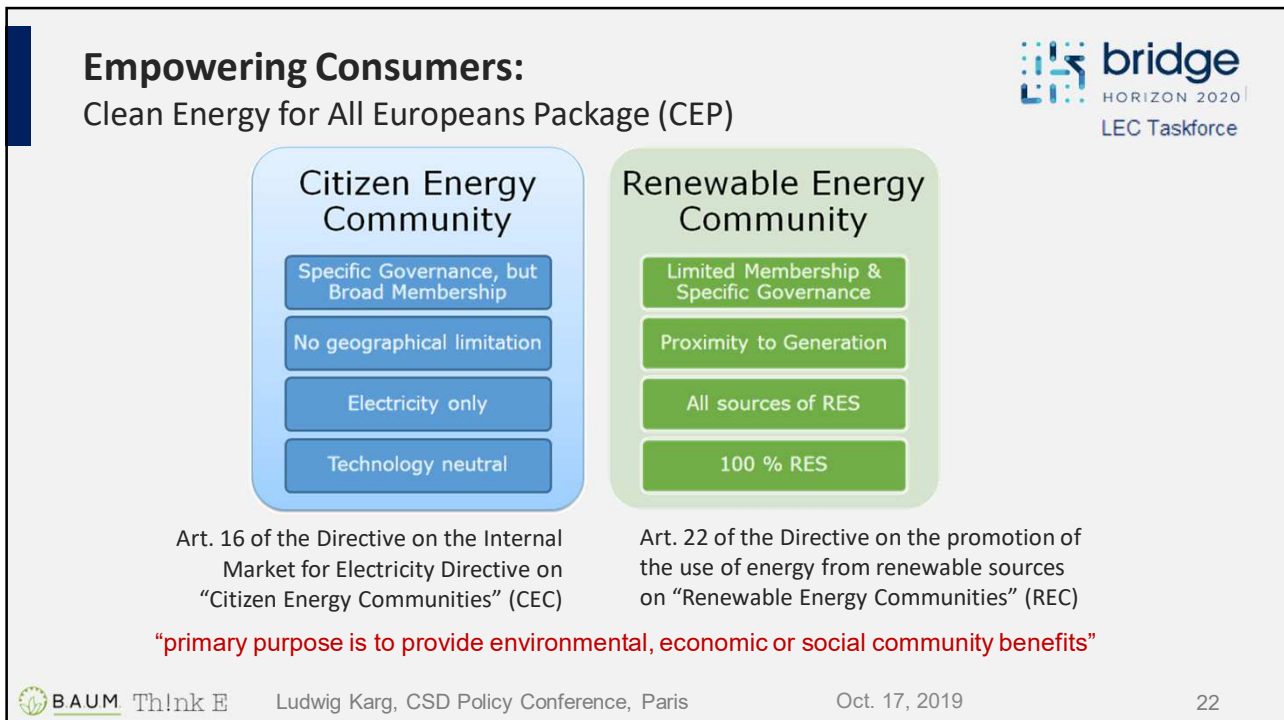 Empowering Consumers:
Clean Energy for All Europeans Package (CEP)
bridge
HORIZON 2020
LEC Taskforce
Citizen Energy
Community
Specific Governance, but
Broad Membership
No geographical limitation
Electricity only
Technology neutral
Renewable Energy
Community
Limited Membership &
Specific Governance
Proximity to Generation
All sources of RES
100 % RES
Art. 16 of the Directive on the Internal
Market for Electricity Directive on
“Citizen Energy Communities” (CEC)
Art. 22 of the Directive on the promotion of
the use of energy from renewable sources
on “Renewable Energy Communities” (REC)
“primary purpose is to provide environmental, economic or social community benefits”
B.A.U.M. Th!nk E Ludwig Karg, CSD Policy Conference, Paris Oct. 17, 2019 22